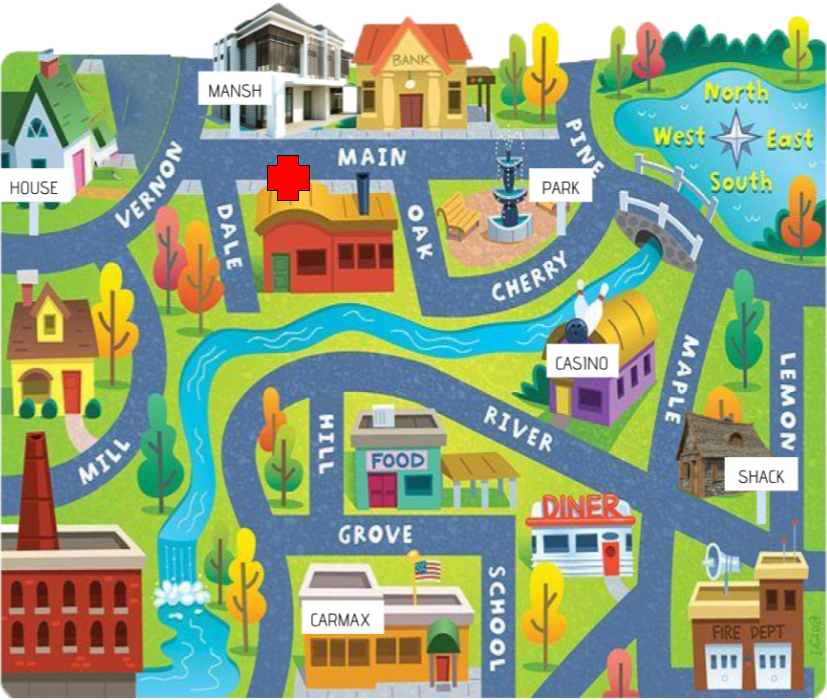 MANSH
BANK
North
West East
South
PINE
MAIN
HOUSE
VERNON
PARK
DALE
OAK
CHERRY
CASINO
MAPLE
LEMON
HILL
RIVER
MILL
FOOD
SHACK
DINER
GROVE
SCHOOL
CARMAX
FIRE DEPT